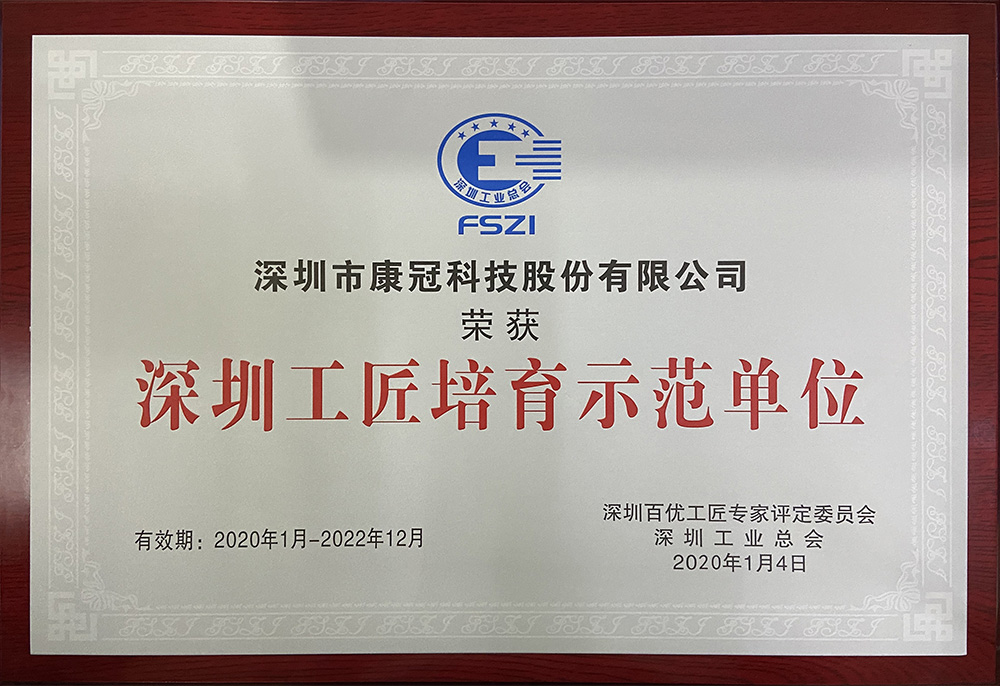 深圳工业总会
FSZI
深圳市康冠科技股份有限公司
荣获
深圳工匠培育示范单位
有效期：2020年1月-2022年12月
深圳百优工匠专家评定委员会
深圳工业总会
2020年1月4日